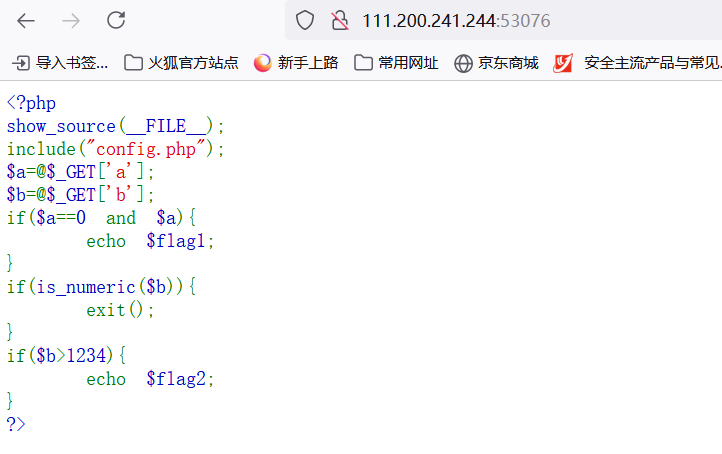 111.200.241.244:53076
导入书签... 火狐官方站点 新手上路 常用网址 京东商城 安全主流产品与常见
<?php
show_source(__FILE__);
include("config.php");
$a=@$_GET['a'];
$b=@$_GET['b'];
if($a==0 and $a){
        echo $flag1;
}
if(is_numeric($b)){
        exit();
}
if($b>1234){
        echo $flag2;
}
?>